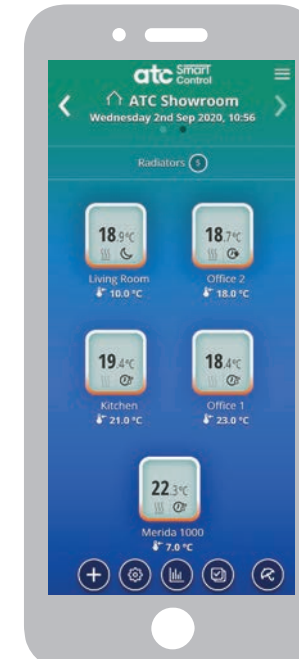 atc Smart Control
ATC Showroom
Wednesday 2nd Sep 2020, 10:56
Radiators 5
18.9°C 18.7°C
Living Room Office 2
10.0 °C 18.0 °C
19.4°C 18.4°C
Kitchen Office 1
21.0 °C 23.0 °C
22.3°C
Merida 1000
7.0 °C